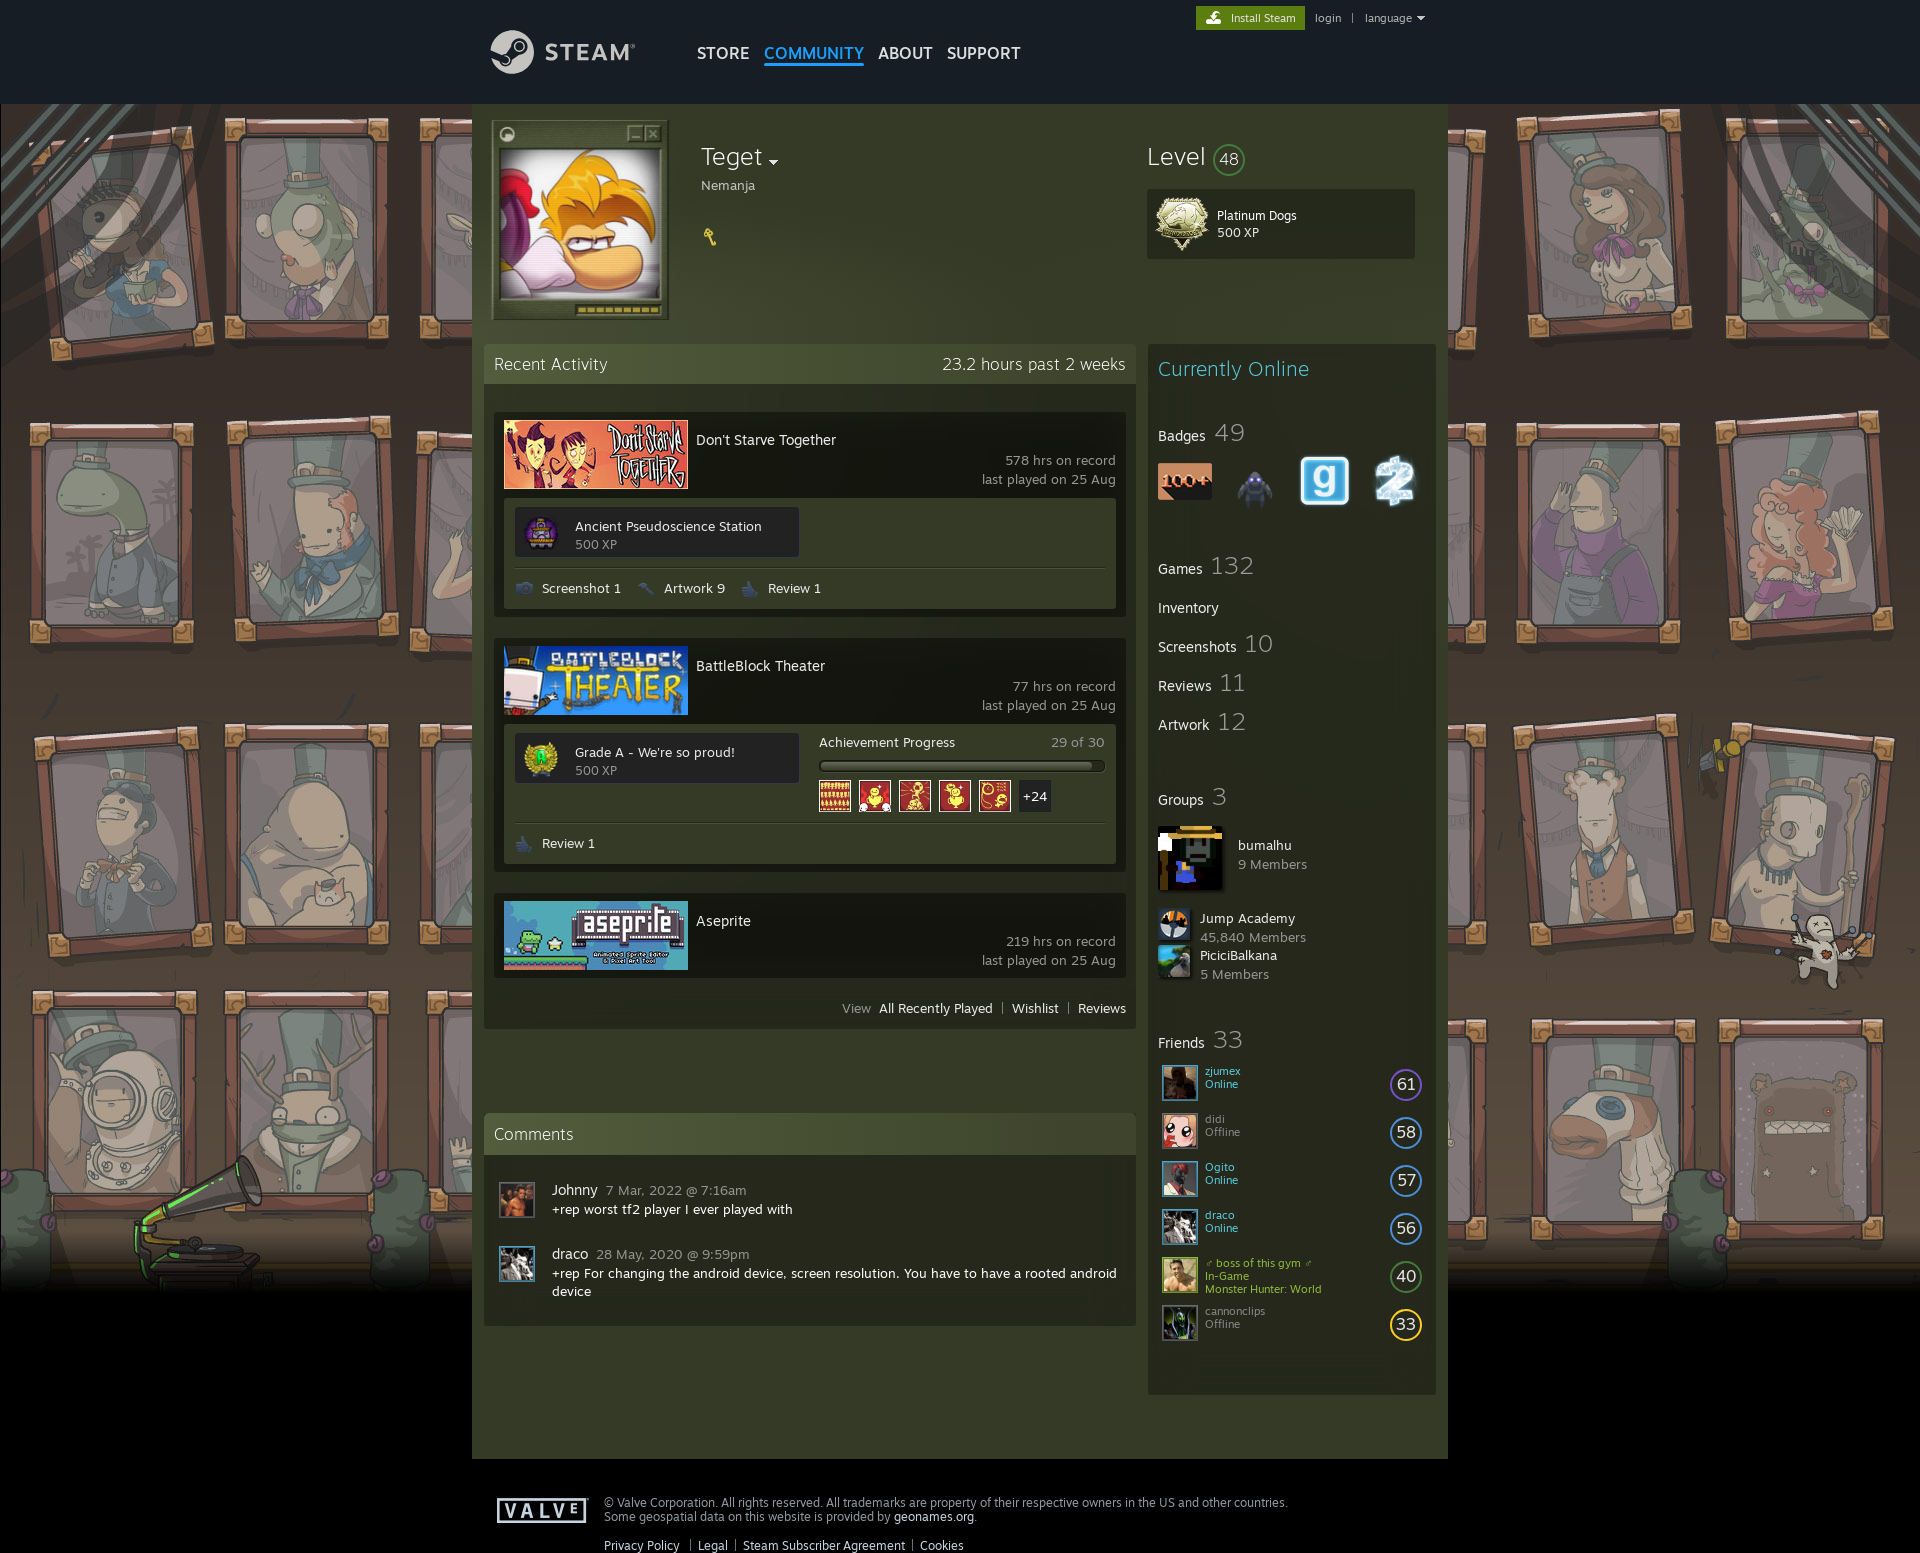 Install Steam
login | language
STEAM®
STORE COMMUNITY ABOUT SUPPORT
Teget
Nemanja
Level 48
Platinum Dogs
500 XP
Recent Activity
23.2 hours past 2 weeks
Don't Starve TOGETHER
Don't Starve Together
578 hrs on record
last played on 25 Aug
Ancient Pseudoscience Station
500 XP
Screenshot 1 Artwork 9 Review 1
BATTLEBLOCK THEATER
BattleBlock Theater
77 hrs on record
last played on 25 Aug
Grade A - We're so proud!
500 XP
Achievement Progress 29 of 30
+24
Review 1
aseprite
Animated Sprite Editor
& Pixel Art Tool
Aseprite
219 hrs on record
last played on 25 Aug
View All Recently Played | Wishlist | Reviews
Comments
Johnny 7 Mar, 2022 @ 7:16am
+rep worst tf2 player I ever played with
draco 28 May, 2020 @ 9:59pm
+rep For changing the android device, screen resolution. You have to have a rooted android
device
Currently Online
Badges 49
100+ g 2
Games 132
Inventory
Screenshots 10
Reviews 11
Artwork 12
Groups 3
bumalhu
9 Members
Jump Academy
45,840 Members
PiciciBalkana
5 Members
Friends 33
zjumex
Online
61
didi
Offline
58
Ogito
Online
57
draco
Online
56
♂ boss of this gym ♂
In-Game
Monster Hunter: World
40
cannonclips
Offline
33
VALVE
© Valve Corporation. All rights reserved. All trademarks are property of their respective owners in the US and other countries.
Some geospatial data on this website is provided by geonames.org.
Privacy Policy | Legal | Steam Subscriber Agreement | Cookies